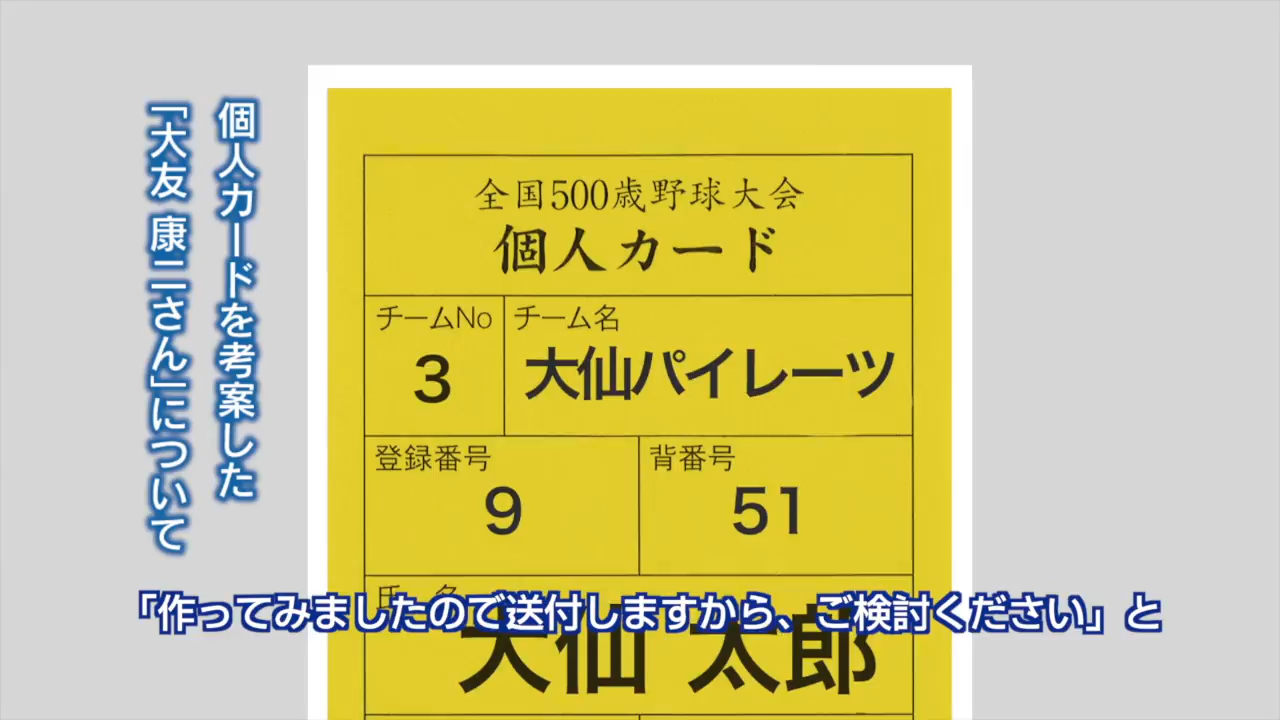 個人カードを考案した
「大友 康二さん」について
全国500歳野球大会
個人カード
チームNo
3
チーム名
大仙パイレーツ
登録番号
9
背番号
51
氏 名
大仙 太郎
「作ってみましたので送付しますから、ご検討ください」と